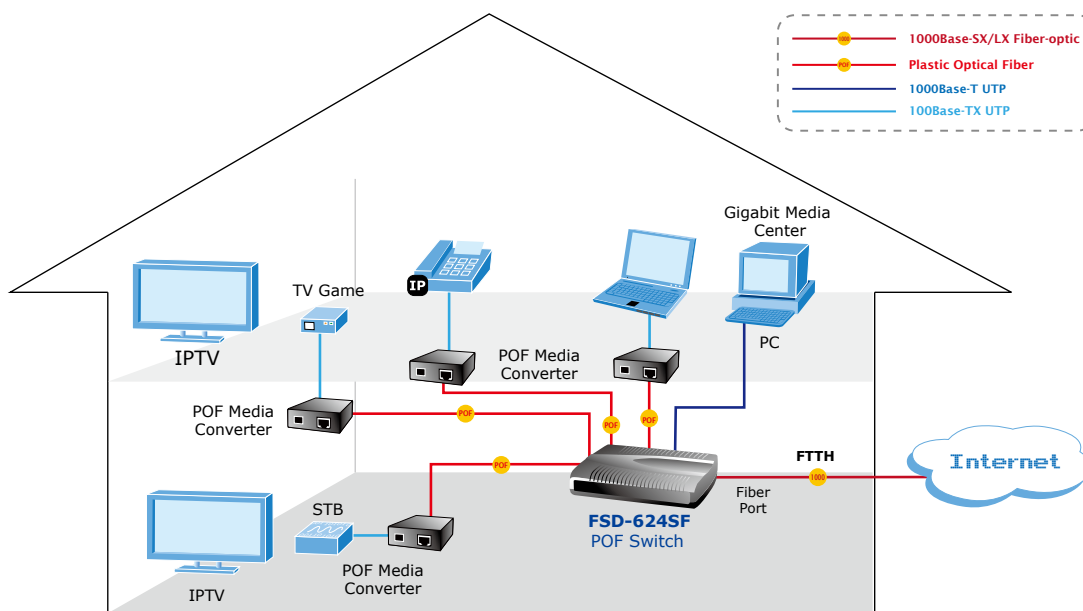 1000 1000Base-SX/LX Fiber-optic
POF Plastic Optical Fiber
1000Base-T UTP
100Base-TX UTP
Gigabit Media
Center
IP
TV Game
PC
IPTV
POF Media
Converter
POF Media
Converter
POF
POF
POF
POF
FTTH
Internet
1000
Fiber
Port
STB
FSD-624SF
POF Switch
POF Media
Converter
IPTV